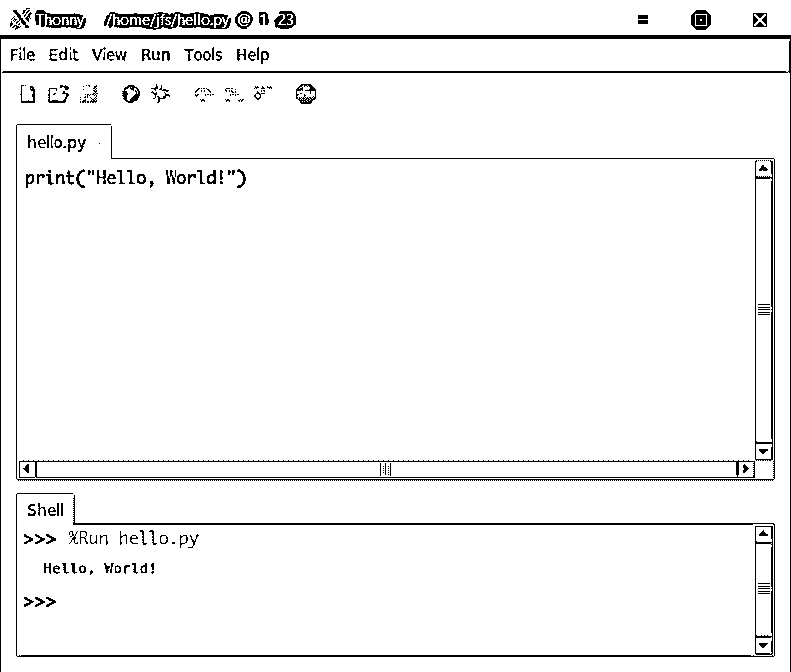 Thonny /home/jfs/hello.py @ 1 : 23
File Edit View Run Tools Help
hello.py
print("Hello, World!")
Shell
>>> %Run hello.py
Hello, World!
>>>